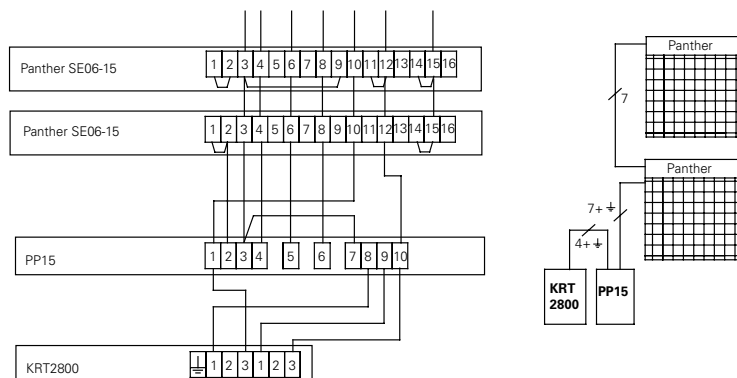 Panther SE06-15 1 2 3 4 5 6 7 8 9 10 11 12 13 14 15 16
Panther SE06-15 1 2 3 4 5 6 7 8 9 10 11 12 13 14 15 16
PP15 1 2 3 4 5 6 7 8 9 10
KRT2800 1 2 3 1 2 3
Panther
7
Panther
7+
4+
KRT
2800
PP15